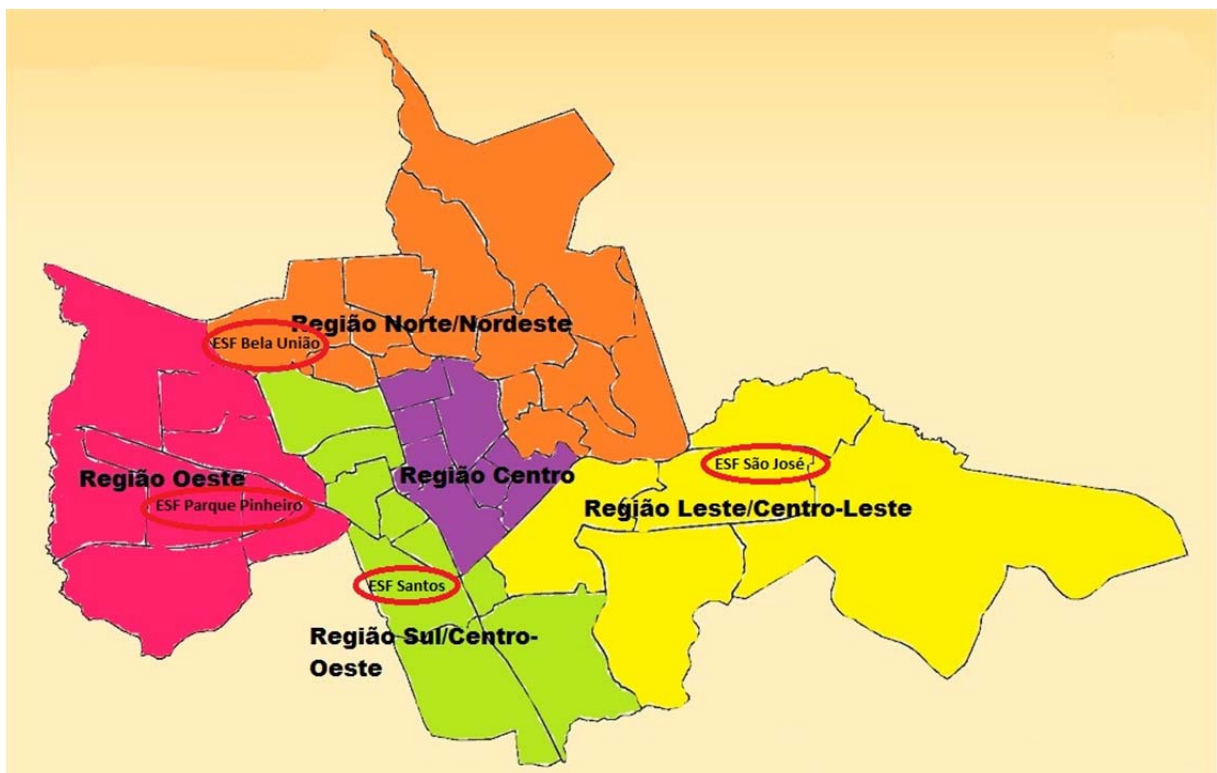 Região Norte/Nordeste
ESF Bela União
Região Centro
ESF São José
Região Oeste
ESF Parque Pinheiro
Região Leste/Centro-Leste
ESF Santos
Região Sul/Centro-
Oeste